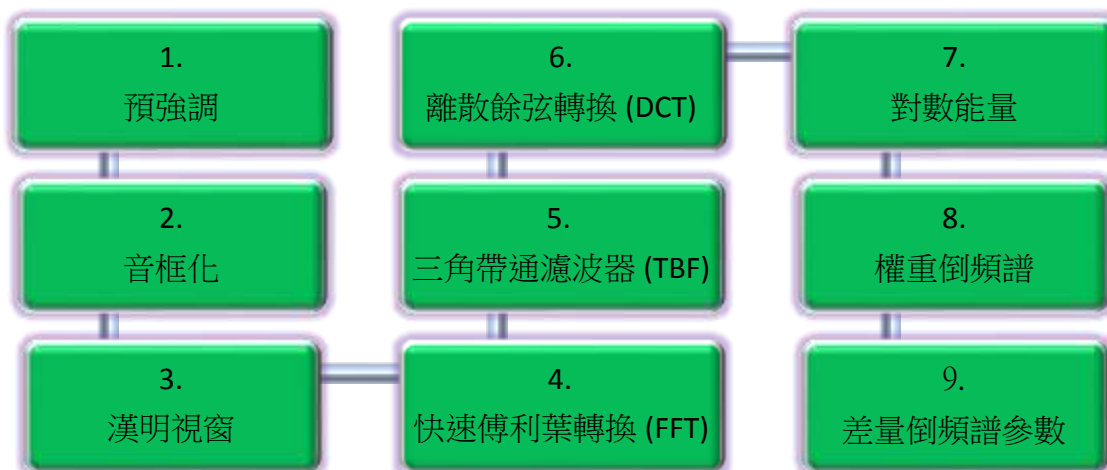 1.
預強調
2.
音框化
3.
漢明視窗
4.
快速傅利葉轉換 (FFT)
5.
三角帶通濾波器 (TBF)
6.
離散餘弦轉換 (DCT)
7.
對數能量
8.
權重倒頻譜
9.
差量倒頻譜參數